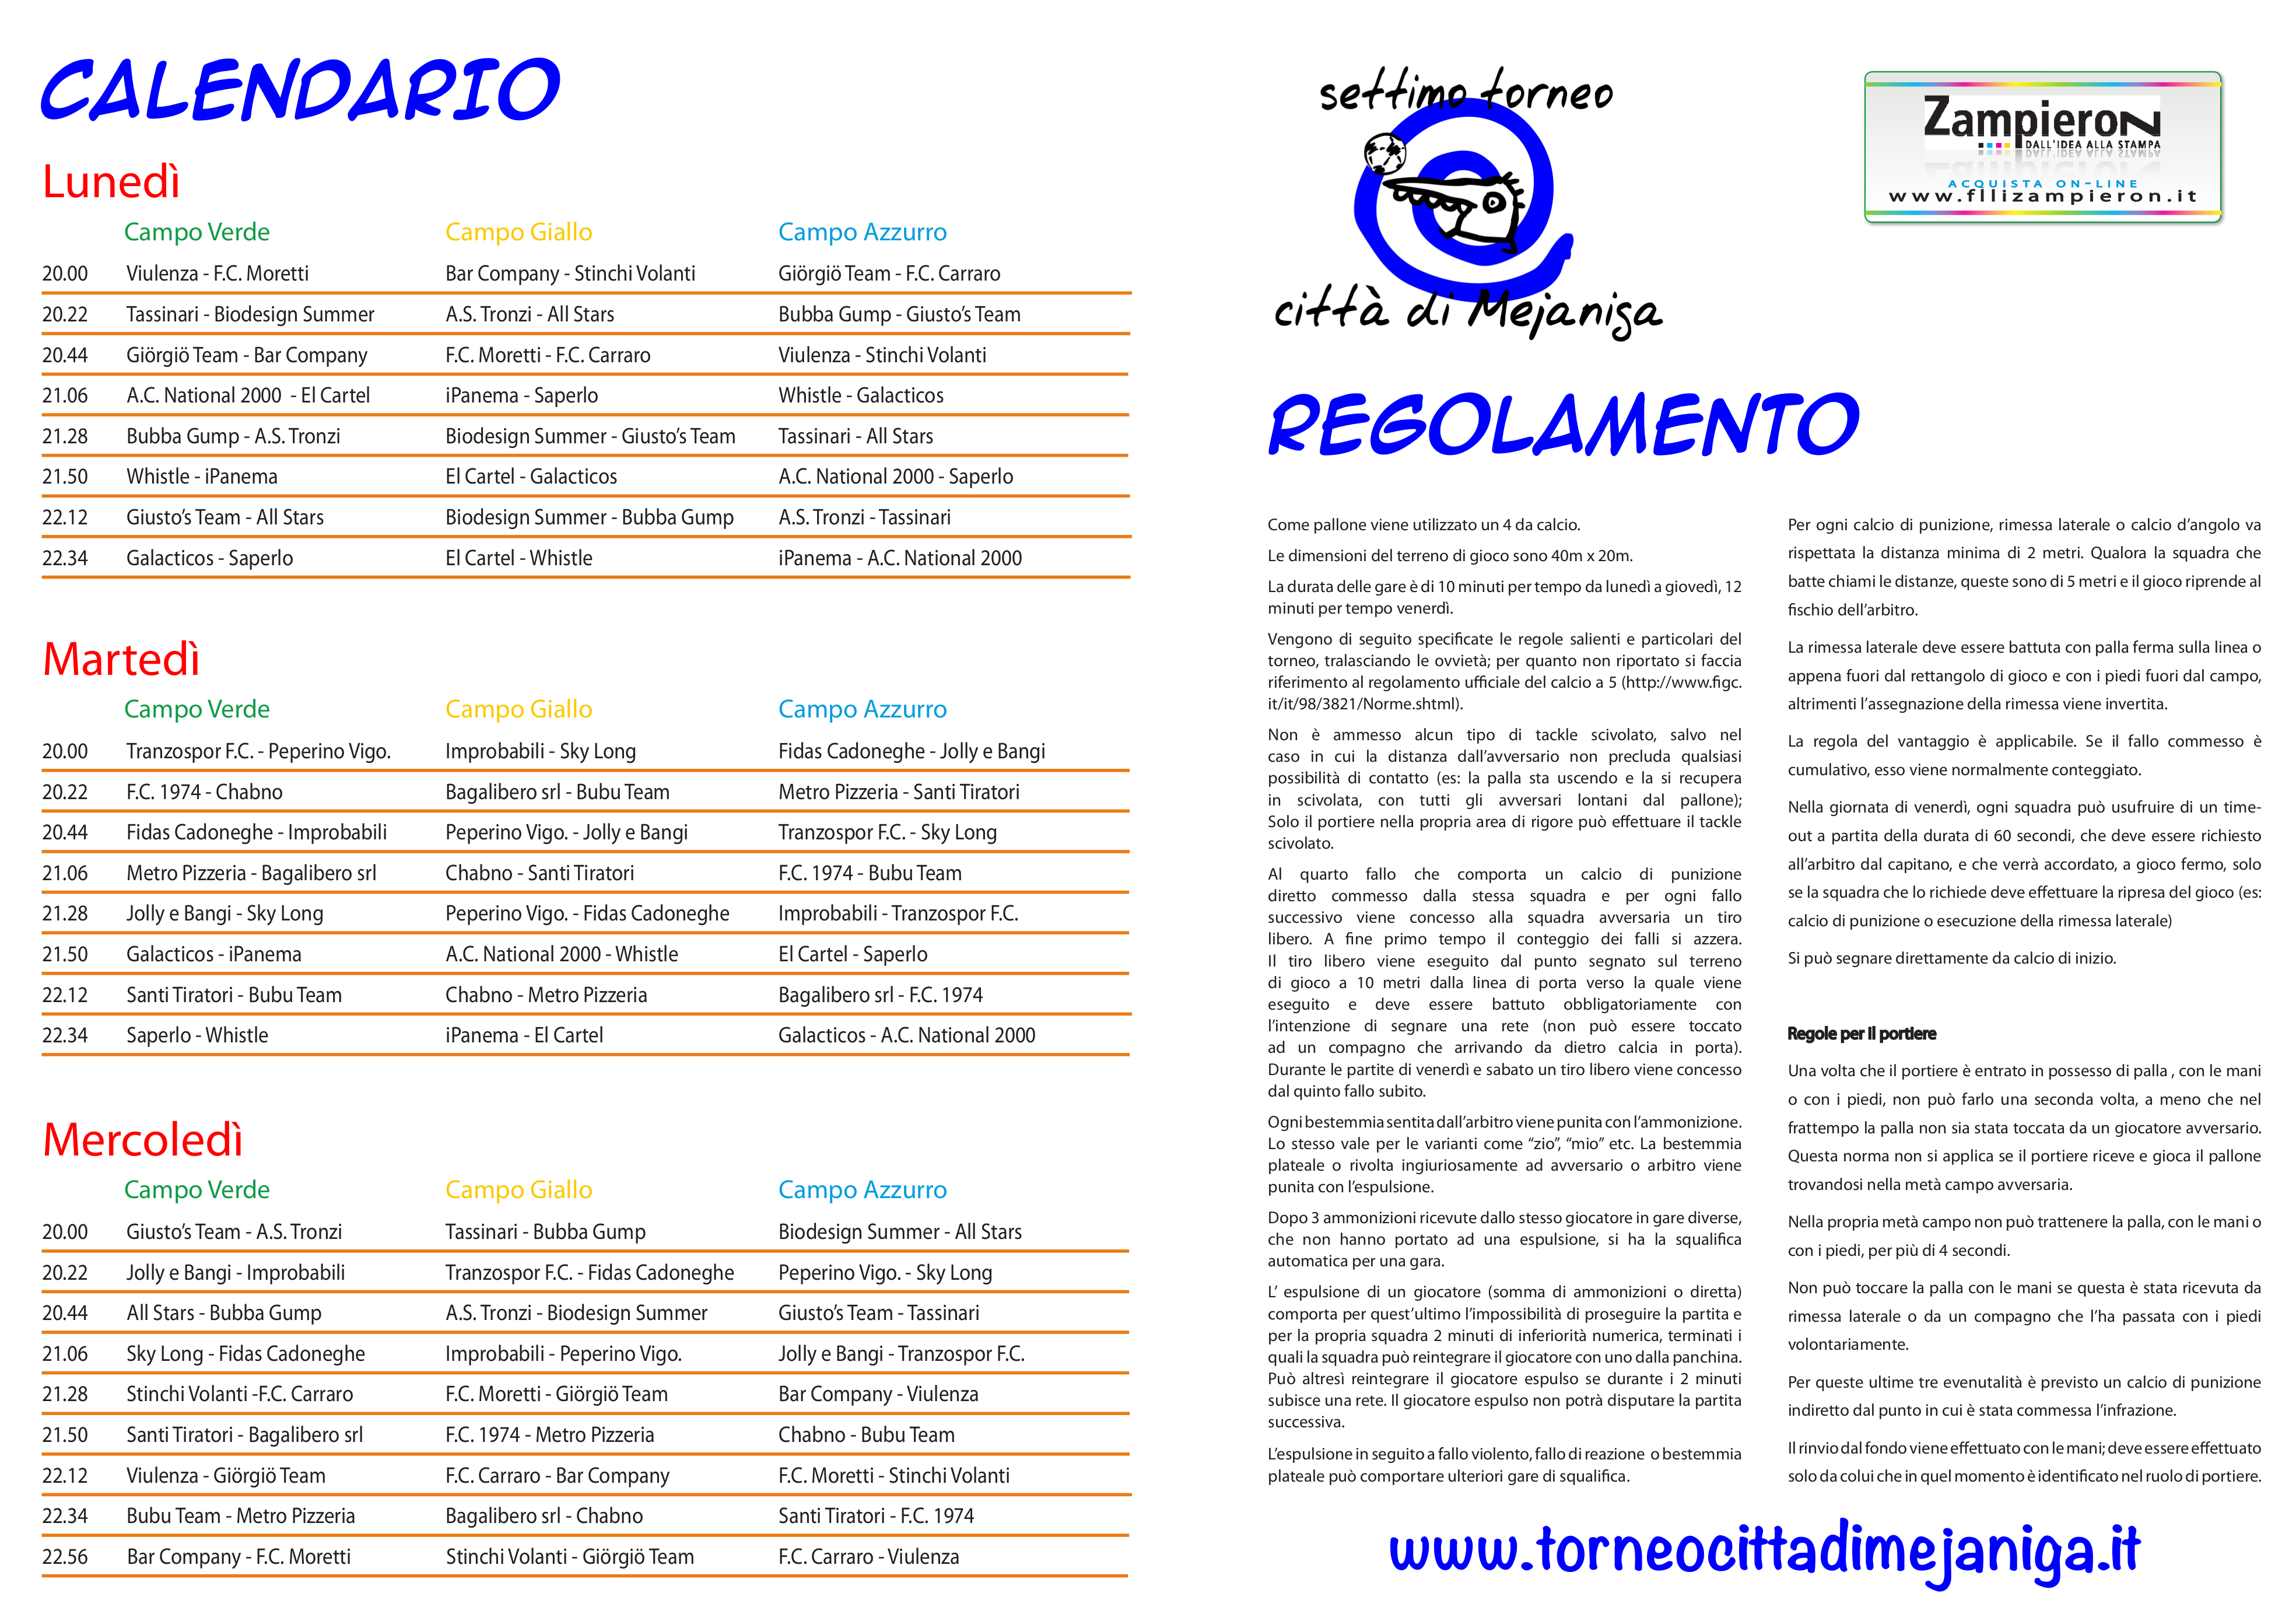 CALENDARIO
Lunedì
Campo Verde Campo Giallo Campo Azzurro
20.00 Viulenza - F.C. Moretti Bar Company - Stinchi Volanti Giörgiö Team - F.C. Carraro
20.22 Tassinari - Biodesign Summer A.S. Tronzi - All Stars Bubba Gump - Giusto's Team
20.44 Giörgiö Team - Bar Company F.C. Moretti - F.C. Carraro Viulenza - Stinchi Volanti
21.06 A.C. National 2000 - El Cartel iPanema - Saperlo Whistle - Galacticos
21.28 Bubba Gump - A.S. Tronzi Biodesign Summer - Giusto's Team Tassinari - All Stars
21.50 Whistle - iPanema El Cartel - Galacticos A.C. National 2000 - Saperlo
22.12 Giusto's Team - All Stars Biodesign Summer - Bubba Gump A.S. Tronzi - Tassinari
22.34 Galacticos - Saperlo El Cartel - Whistle iPanema - A.C. National 2000
Martedì
Campo Verde Campo Giallo Campo Azzurro
20.00 Tranzospor F.C. - Peperino Vigo. Improbabili - Sky Long Fidas Cadoneghe - Jolly e Bangi
20.22 F.C. 1974 - Chabno Bagalibero srl - Bubu Team Metro Pizzeria - Santi Tiratori
20.44 Fidas Cadoneghe - Improbabili Peperino Vigo. - Jolly e Bangi Tranzospor F.C. - Sky Long
21.06 Metro Pizzeria - Bagalibero srl Chabno - Santi Tiratori F.C. 1974 - Bubu Team
21.28 Jolly e Bangi - Sky Long Peperino Vigo. - Fidas Cadoneghe Improbabili - Tranzospor F.C.
21.50 Galacticos - iPanema A.C. National 2000 - Whistle El Cartel - Saperlo
22.12 Santi Tiratori - Bubu Team Chabno - Metro Pizzeria Bagalibero srl - F.C. 1974
22.34 Saperlo - Whistle iPanema - El Cartel Galacticos - A.C. National 2000
Mercoledì
Campo Verde Campo Giallo Campo Azzurro
20.00 Giusto's Team - A.S. Tronzi Tassinari - Bubba Gump Biodesign Summer - All Stars
20.22 Jolly e Bangi - Improbabili Tranzospor F.C. - Fidas Cadoneghe Peperino Vigo. - Sky Long
20.44 All Stars - Bubba Gump A.S. Tronzi - Biodesign Summer Giusto's Team - Tassinari
21.06 Sky Long - Fidas Cadoneghe Improbabili - Peperino Vigo. Jolly e Bangi - Tranzospor F.C.
21.28 Stinchi Volanti -F.C. Carraro F.C. Moretti - Giörgiö Team Bar Company - Viulenza
21.50 Santi Tiratori - Bagalibero srl F.C. 1974 - Metro Pizzeria Chabno - Bubu Team
22.12 Viulenza - Giörgiö Team F.C. Carraro - Bar Company F.C. Moretti - Stinchi Volanti
22.34 Bubu Team - Metro Pizzeria Bagalibero srl - Chabno Santi Tiratori - F.C. 1974
22.56 Bar Company - F.C. Moretti Stinchi Volanti - Giörgiö Team F.C. Carraro - Viulenza
settimo torneo
città di Mejaniga
Zampieron
DALL'IDEA ALLA STAMPA
ACQUISTA ON-LINE
www.fllizampieron.it
REGOLAMENTO
Come pallone viene utilizzato un 4 da calcio.
Le dimensioni del terreno di gioco sono 40m x 20m.
La durata delle gare è di 10 minuti per tempo da lunedì a giovedì, 12
minuti per tempo venerdì.
Vengono di seguito specificate le regole salienti e particolari del
torneo, tralasciando le ovvietà; per quanto non riportato si faccia
riferimento al regolamento ufficiale del calcio a 5 (http://www.figc.
it/it/98/3821/Norme.shtml).
Non è ammesso alcun tipo di tackle scivolato, salvo nel
caso in cui la distanza dall'avversario non precluda qualsiasi
possibilità di contatto (es: la palla sta uscendo e la si recupera
in scivolata, con tutti gli avversari lontani dal pallone);
Solo il portiere nella propria area di rigore può effettuare il tackle
scivolato.
Al quarto fallo che comporta un calcio di punizione
diretto commesso dalla stessa squadra e per ogni fallo
successivo viene concesso alla squadra avversaria un tiro
libero. A fine primo tempo il conteggio dei falli si azzera.
Il tiro libero viene eseguito dal punto segnato sul terreno
di gioco a 10 metri dalla linea di porta verso la quale viene
eseguito e deve essere battuto obbligatoriamente con
l'intenzione di segnare una rete (non può essere toccato
ad un compagno che arrivando da dietro calcia in porta).
Durante le partite di venerdì e sabato un tiro libero viene concesso
dal quinto fallo subito.
Ogni bestemmia sentita dall'arbitro viene punita con l'ammonizione.
Lo stesso vale per le varianti come "zio", "mio" etc. La bestemmia
plateale o rivolta ingiuriosamente ad avversario o arbitro viene
punita con l'espulsione.
Dopo 3 ammonizioni ricevute dallo stesso giocatore in gare diverse,
che non hanno portato ad una espulsione, si ha la squalifica
automatica per una gara.
L' espulsione di un giocatore (somma di ammonizioni o diretta)
comporta per quest'ultimo l'impossibilità di proseguire la partita e
per la propria squadra 2 minuti di inferiorità numerica, terminati i
quali la squadra può reintegrare il giocatore con uno dalla panchina.
Può altresì reintegrare il giocatore espulso se durante i 2 minuti
subisce una rete. Il giocatore espulso non potrà disputare la partita
successiva.
L'espulsione in seguito a fallo violento, fallo di reazione o bestemmia
plateale può comportare ulteriori gare di squalifica.
Per ogni calcio di punizione, rimessa laterale o calcio d'angolo va
rispettata la distanza minima di 2 metri. Qualora la squadra che
batte chiami le distanze, queste sono di 5 metri e il gioco riprende al
fischio dell'arbitro.
La rimessa laterale deve essere battuta con palla ferma sulla linea o
appena fuori dal rettangolo di gioco e con i piedi fuori dal campo,
altrimenti l'assegnazione della rimessa viene invertita.
La regola del vantaggio è applicabile. Se il fallo commesso è
cumulativo, esso viene normalmente conteggiato.
Nella giornata di venerdì, ogni squadra può usufruire di un time-
out a partita della durata di 60 secondi, che deve essere richiesto
all'arbitro dal capitano, e che verrà accordato, a gioco fermo, solo
se la squadra che lo richiede deve effettuare la ripresa del gioco (es:
calcio di punizione o esecuzione della rimessa laterale)
Si può segnare direttamente da calcio di inizio.
Regole per il portiere
Una volta che il portiere è entrato in possesso di palla , con le mani
o con i piedi, non può farlo una seconda volta, a meno che nel
frattempo la palla non sia stata toccata da un giocatore avversario.
Questa norma non si applica se il portiere riceve e gioca il pallone
trovandosi nella metà campo avversaria.
Nella propria metà campo non può trattenere la palla, con le mani o
con i piedi, per più di 4 secondi.
Non può toccare la palla con le mani se questa è stata ricevuta da
rimessa laterale o da un compagno che l'ha passata con i piedi
volontariamente.
Per queste ultime tre evenutalità è previsto un calcio di punizione
indiretto dal punto in cui è stata commessa l'infrazione.
Il rinvio dal fondo viene effettuato con le mani; deve essere effettuato
solo da colui che in quel momento è identificato nel ruolo di portiere.
www.torneocittadimejaniga.it